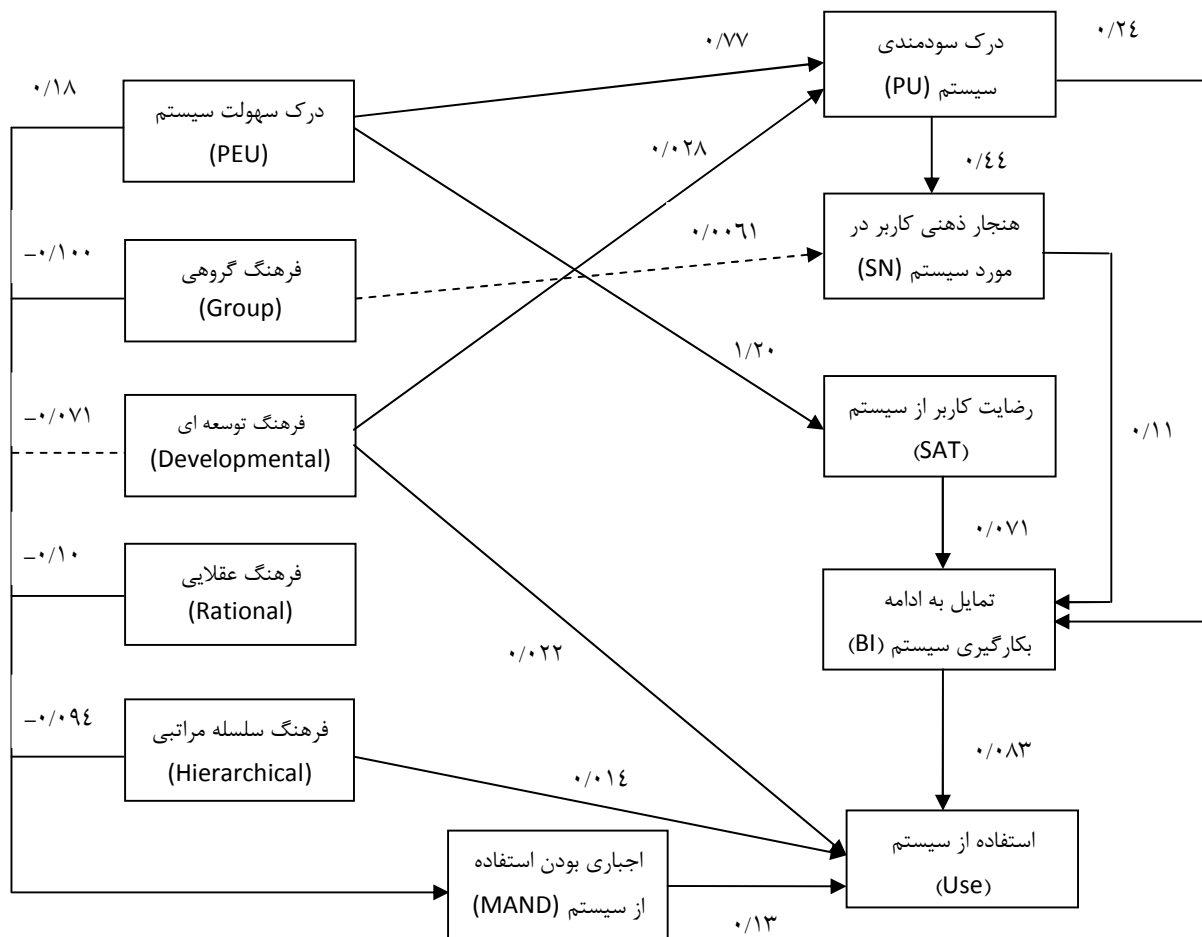 ۰/۷۷
درک سودمندی
سیستم (PU)
۰/۲٤
۰/۱۸
درک سهولت سیستم
(PEU)
۰/۰۲۸
۰/٤٤
–۰/۱۰۰
فرهنگ گروهی
(Group)
۰/۰۰٦۱
هنجار ذهنی کاربر در
مورد سیستم (SN)
۱/۲۰
–۰/۰۷۱
فرهنگ توسعه ای
(Developmental)
رضایت کاربر از سیستم
(SAT)
۰/۱۱
۰/۰۷۱
–۰/۱۰
فرهنگ عقلایی
(Rational)
تمایل به ادامه
بکارگیری سیستم (BI)
۰/۰۲۲
–۰/۰۹٤
فرهنگ سلسله مراتبی
(Hierarchical)
۰/۰۸۳
۰/۰۱٤
استفاده از سیستم
(Use)
اجباری بودن استفاده
از سیستم (MAND)
۰/۱۳